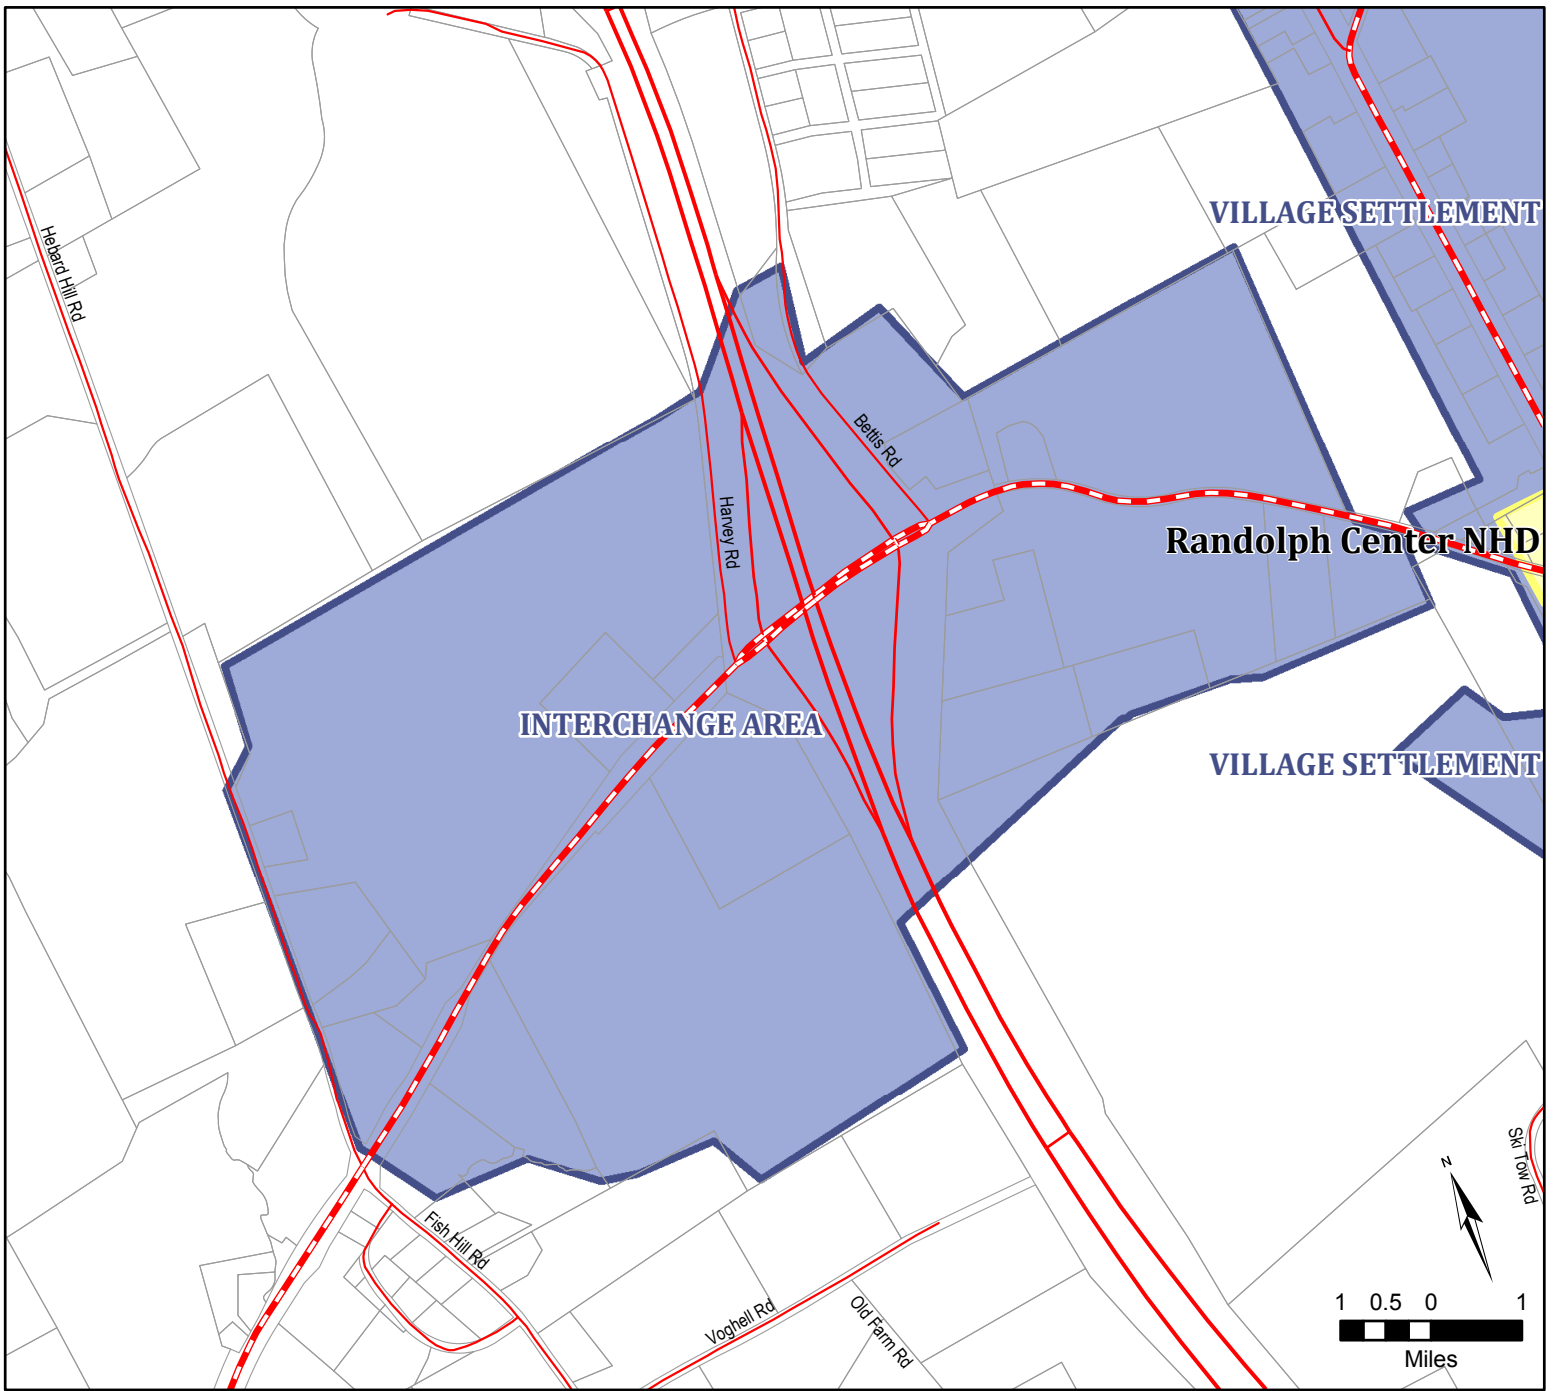 VILLAGE SETTLEMENT
Hebard Hill Rd
Bettis Rd
Harvey Rd
Randolph Center NHD
INTERCHANGE AREA
VILLAGE SETTLEMENT
Ski Tow Rd
N
Fish Hill Rd
Voghell Rd
Old Farm Rd
1 0.5 0 1
Miles